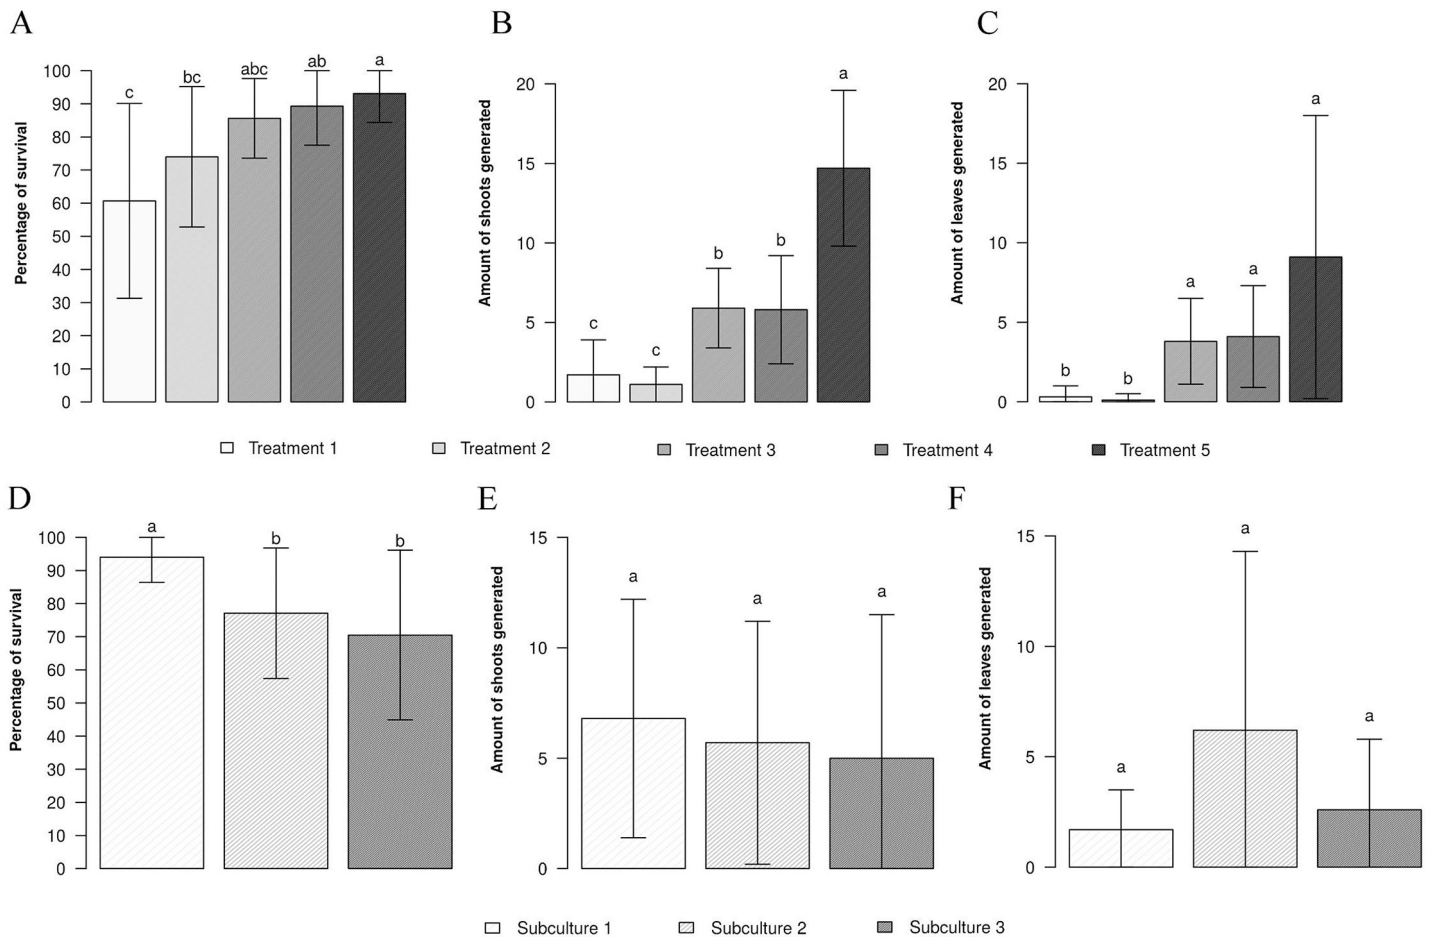 A
B
C
Percentage of survival
100
90
80
70
60
50
40
30
20
10
0
c
bc
abc
ab
a
Amount of shoots generated
20
15
10
5
0
c
c
b
b
a
Amount of leaves generated
20
15
10
5
0
b
b
a
a
a
Treatment 1
Treatment 2
Treatment 3
Treatment 4
Treatment 5
D
E
F
Percentage of survival
100
90
80
70
60
50
40
30
20
10
0
a
b
b
Amount of shoots generated
15
10
5
0
a
a
a
Amount of leaves generated
15
10
5
0
a
a
a
Subculture 1
Subculture 2
Subculture 3